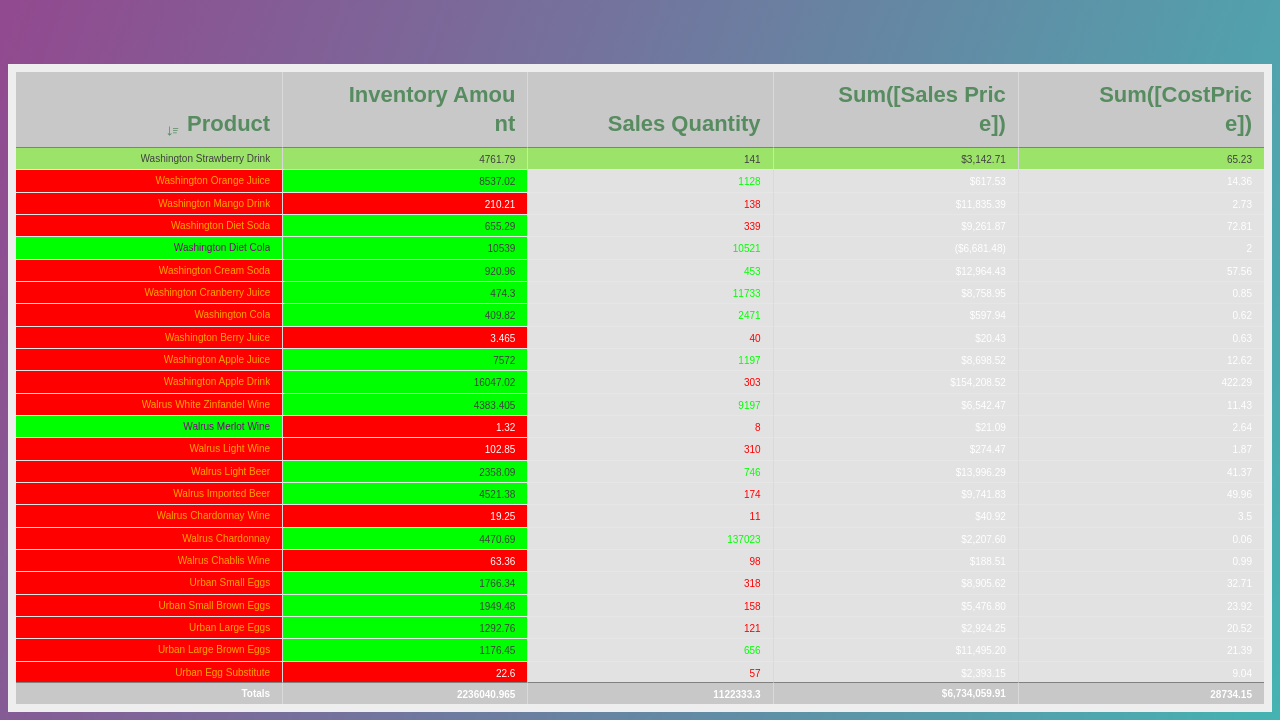 Product Inventory Amou
nt Sales Quantity Sum([Sales Pric
e]) Sum([CostPric
e])
Washington Strawberry Drink 4761.79 141 $3,142.71 65.23
Washington Orange Juice 8537.02 1128 $617.53 14.36
Washington Mango Drink 210.21 138 $11,835.39 2.73
Washington Diet Soda 655.29 339 $9,261.87 72.81
Washington Diet Cola 10539 10521 ($6,681.48) 2
Washington Cream Soda 920.96 453 $12,964.43 57.56
Washington Cranberry Juice 474.3 11733 $8,758.95 0.85
Washington Cola 409.82 2471 $597.94 0.62
Washington Berry Juice 3.465 40 $20.43 0.63
Washington Apple Juice 7572 1197 $8,698.52 12.62
Washington Apple Drink 16047.02 303 $154,208.52 422.29
Walrus White Zinfandel Wine 4383.405 9197 $6,542.47 11.43
Walrus Merlot Wine 1.32 8 $21.09 2.64
Walrus Light Wine 102.85 310 $274.47 1.87
Walrus Light Beer 2358.09 746 $13,996.29 41.37
Walrus Imported Beer 4521.38 174 $9,741.83 49.96
Walrus Chardonnay Wine 19.25 11 $40.92 3.5
Walrus Chardonnay 4470.69 137023 $2,207.60 0.06
Walrus Chablis Wine 63.36 98 $188.51 0.99
Urban Small Eggs 1766.34 318 $8,905.62 32.71
Urban Small Brown Eggs 1949.48 158 $5,476.80 23.92
Urban Large Eggs 1292.76 121 $2,924.25 20.52
Urban Large Brown Eggs 1176.45 656 $11,495.20 21.39
Urban Egg Substitute 22.6 57 $2,393.15 9.04
Totals 2236040.965 1122333.3 $6,734,059.91 28734.15